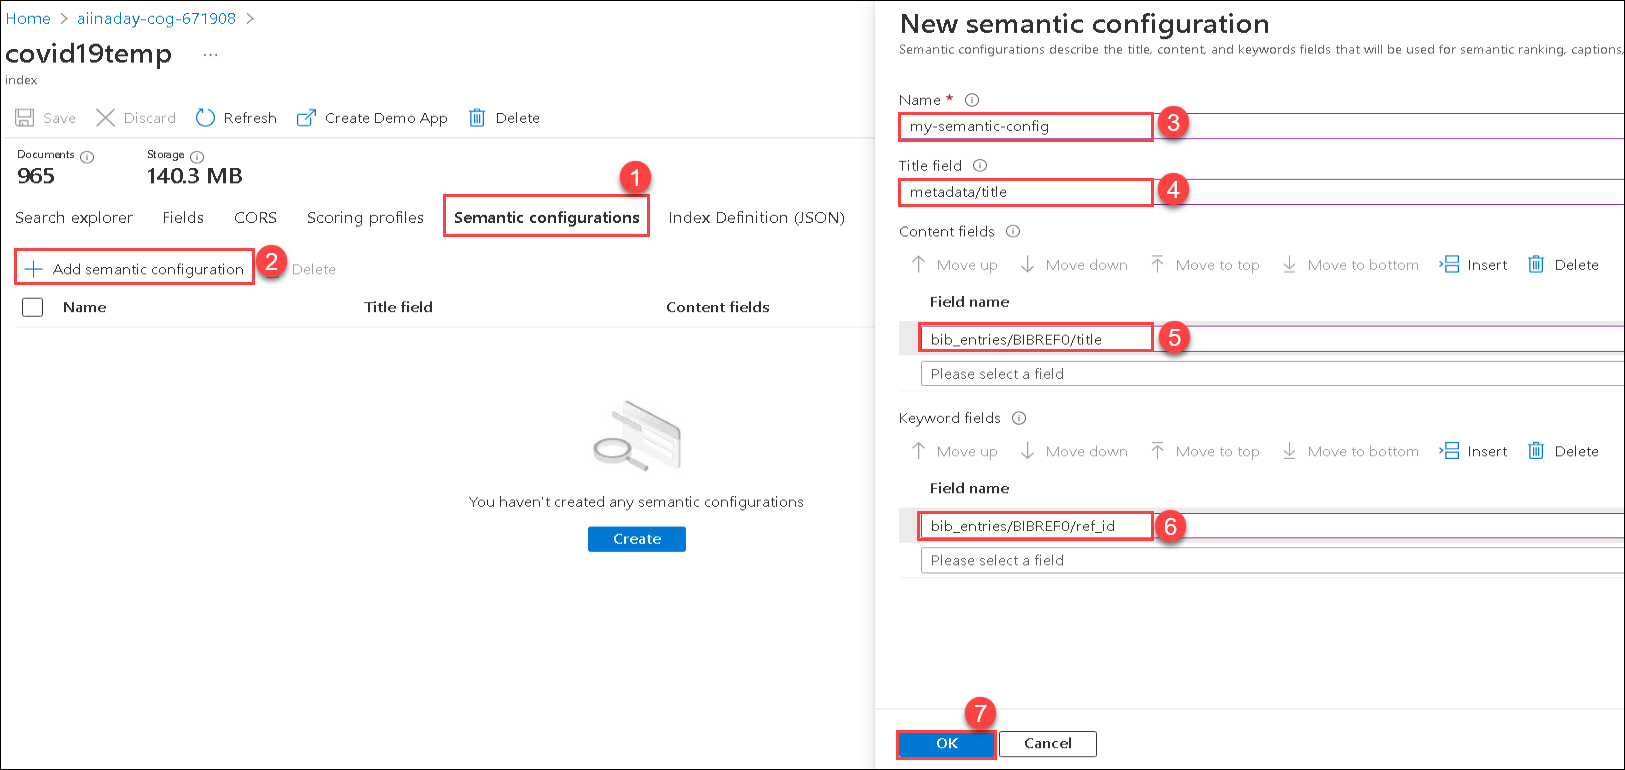 Home > aiinaday-cog-671908 >
covid19temp ...
index
Save Discard Refresh Create Demo App Delete
Documents Storage
965 140.3 MB
1
Search explorer Fields CORS Scoring profiles Semantic configurations Index Definition (JSON)
Add semantic configuration 2 Delete
Name Title field Content fields
You haven't created any semantic configurations
Create
New semantic configuration
Semantic configurations describe the title, content, and keywords fields that will be used for semantic ranking, captions,
Name *
my-semantic-config 3
Title field
metadata/title 4
Content fields
Move up Move down Move to top Move to bottom Insert Delete
Field name
bib_entries/BIBREF0/title 5
Please select a field
Keyword fields
Move up Move down Move to top Move to bottom Insert Delete
Field name
bib_entries/BIBREF0/ref_id 6
Please select a field
7
OK Cancel